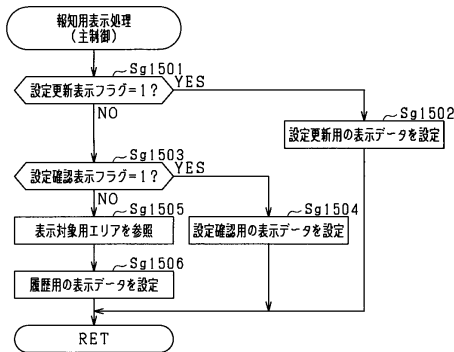 報知用表示処理
(主制御)
Sg1501
設定更新表示フラグ=1?
YES
NO
Sg1502
設定更新用の表示データを設定
Sg1503
設定確認表示フラグ=1?
YES
NO
Sg1505
表示対象用エリアを参照
Sg1504
設定確認用の表示データを設定
Sg1506
履歴用の表示データを設定
RET